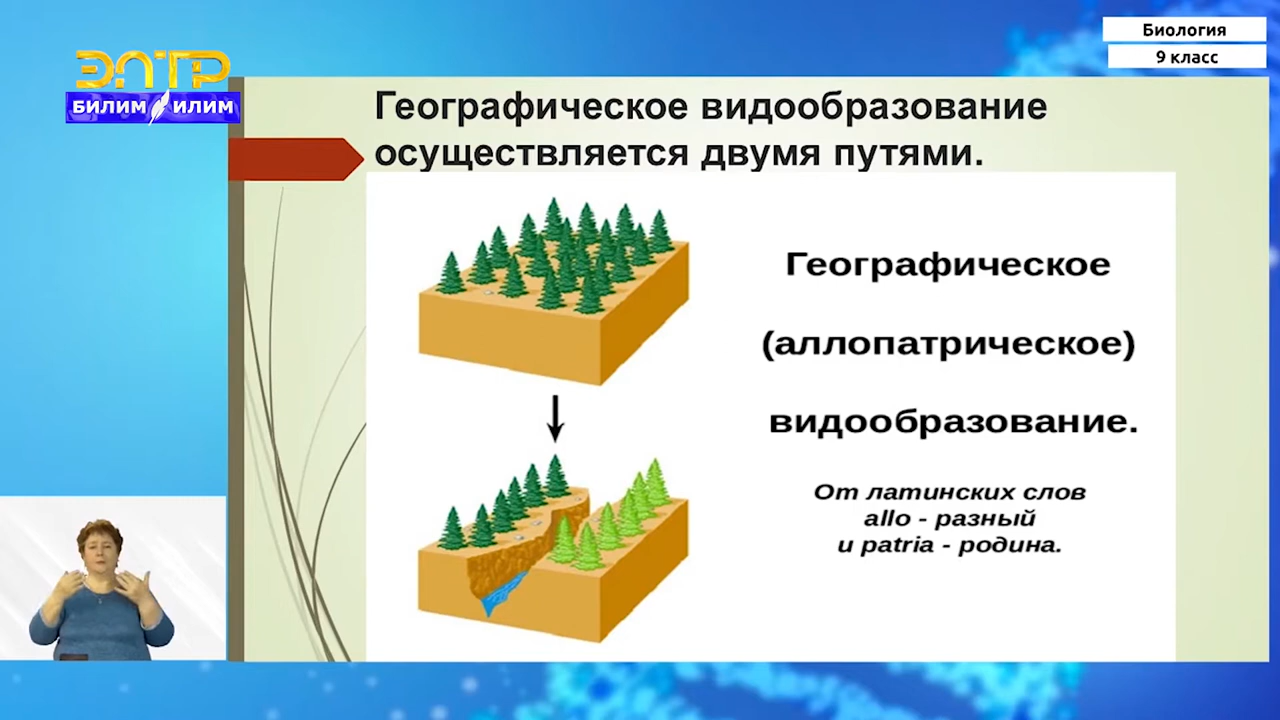 Биология
9 класс
ЭЛТР
БИЛИМ ИЛИМ
Географическое видообразование
осуществляется двумя путями.
Географическое
(аллопатрическое)
видообразование.
От латинских слов
allo - разный
и patria - родина.